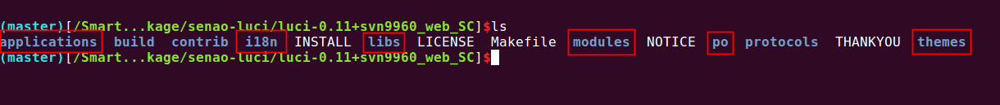 (master)[/Smart...kage/senao-luci/luci-0.11+svn9960_web_SC]$ls
applications build contrib i18n INSTALL libs LICENSE Makefile modules NOTICE po protocols THANKYOU themes
(master)[/Smart...kage/senao-luci/luci-0.11+svn9960_web_SC]$